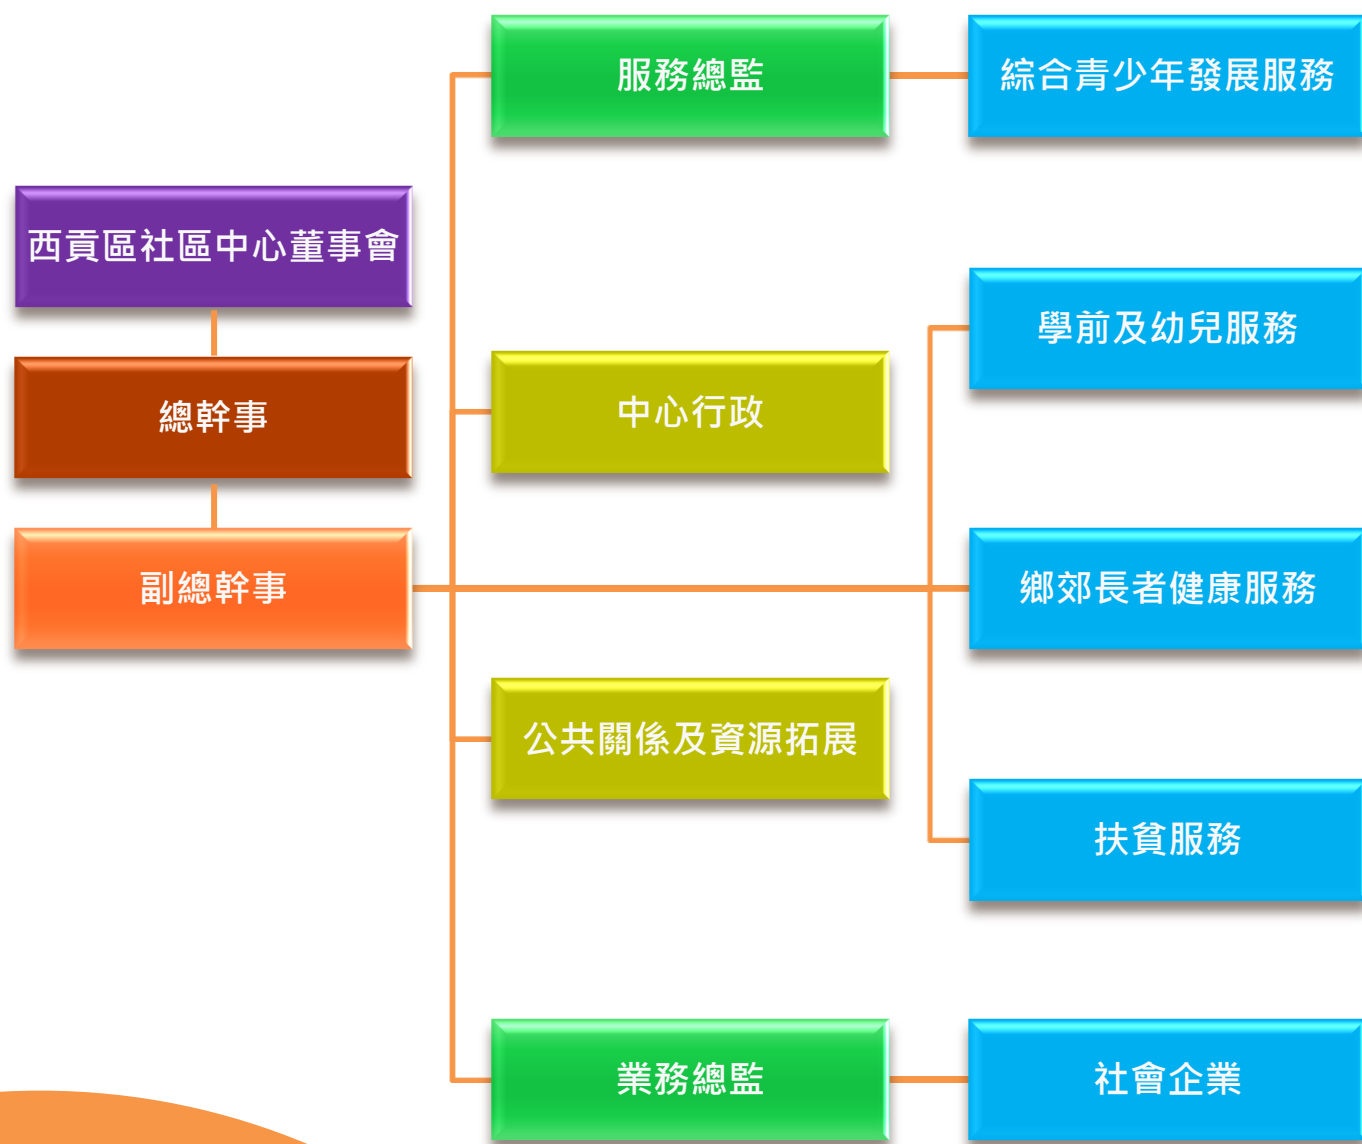 服務總監
綜合青少年發展服務
西貢區社區中心董事會
學前及幼兒服務
總幹事
中心行政
副總幹事
鄉郊長者健康服務
公共關係及資源拓展
扶貧服務
業務總監
社會企業